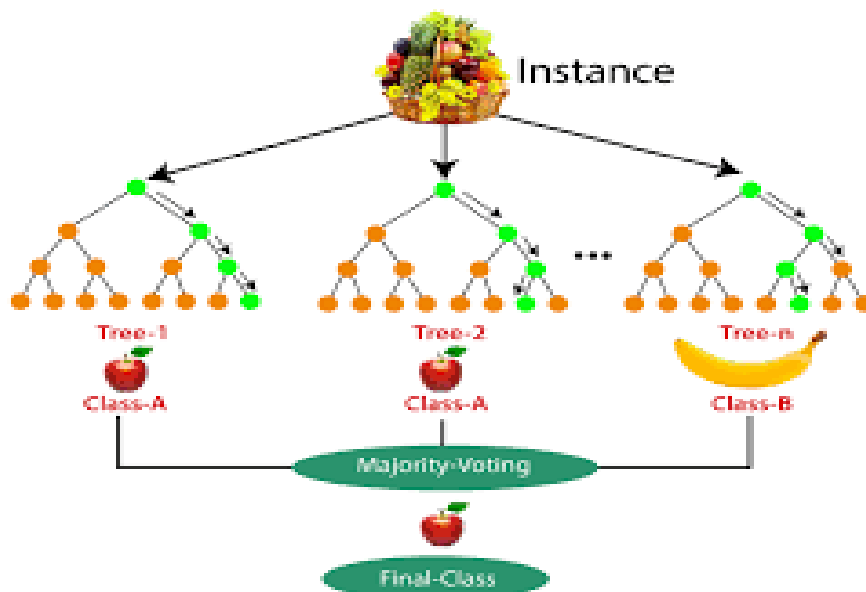 Instance
Tree-1
Tree-2
Tree-n
Class-A
Class-A
Class-B
Majority-Voting
Final-Class